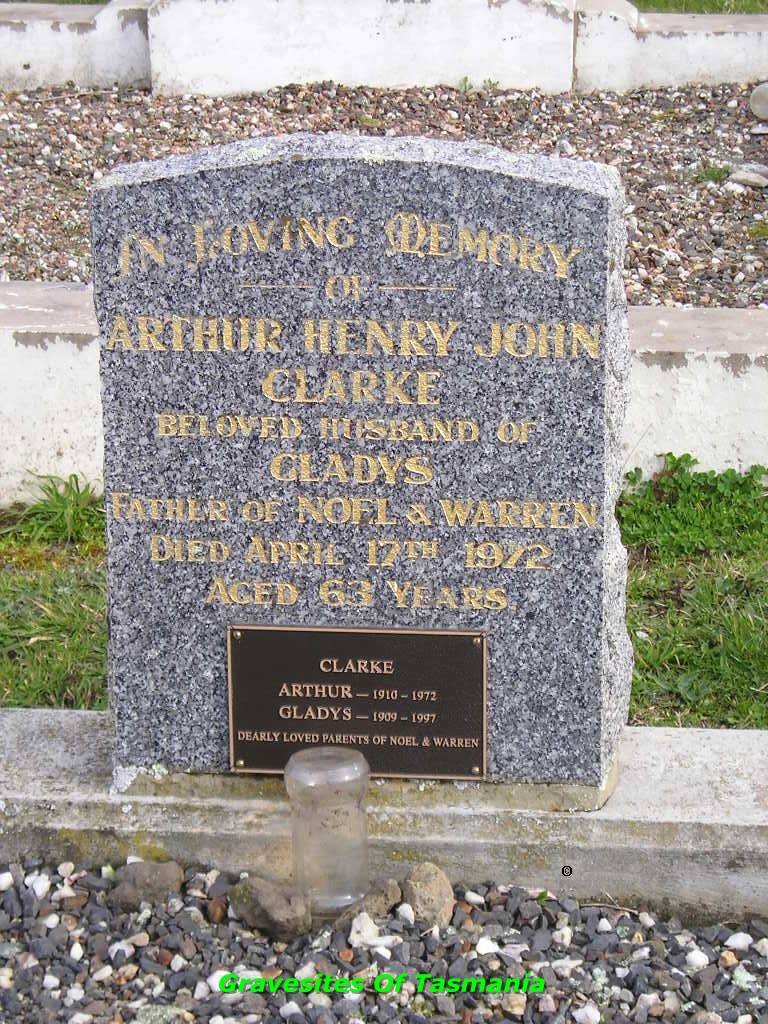 IN LOVING MEMORY
OF
ARTHUR HENRY JOHN
CLARKE
BELOVED HUSBAND OF
GLADYS
FATHER OF NOEL & WARREN
DIED APRIL 17TH 1972
AGED 63 YEARS.
CLARKE
ARTHUR – 1910 – 1972
GLADYS – 1909 – 1997
DEARLY LOVED PARENTS OF NOEL & WARREN
©
Gravesites Of Tasmania